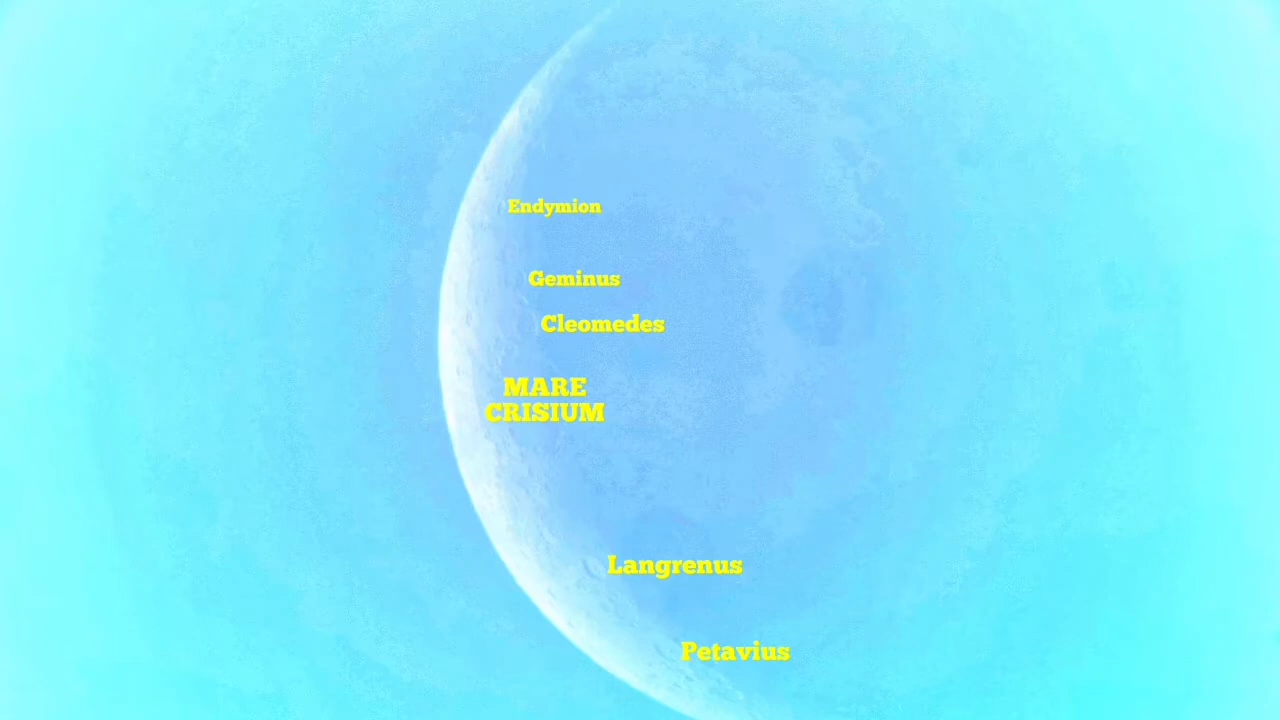 Endymion
Geminus
Cleomedes
MARE
CRISIUM
Langrenus
Petavius